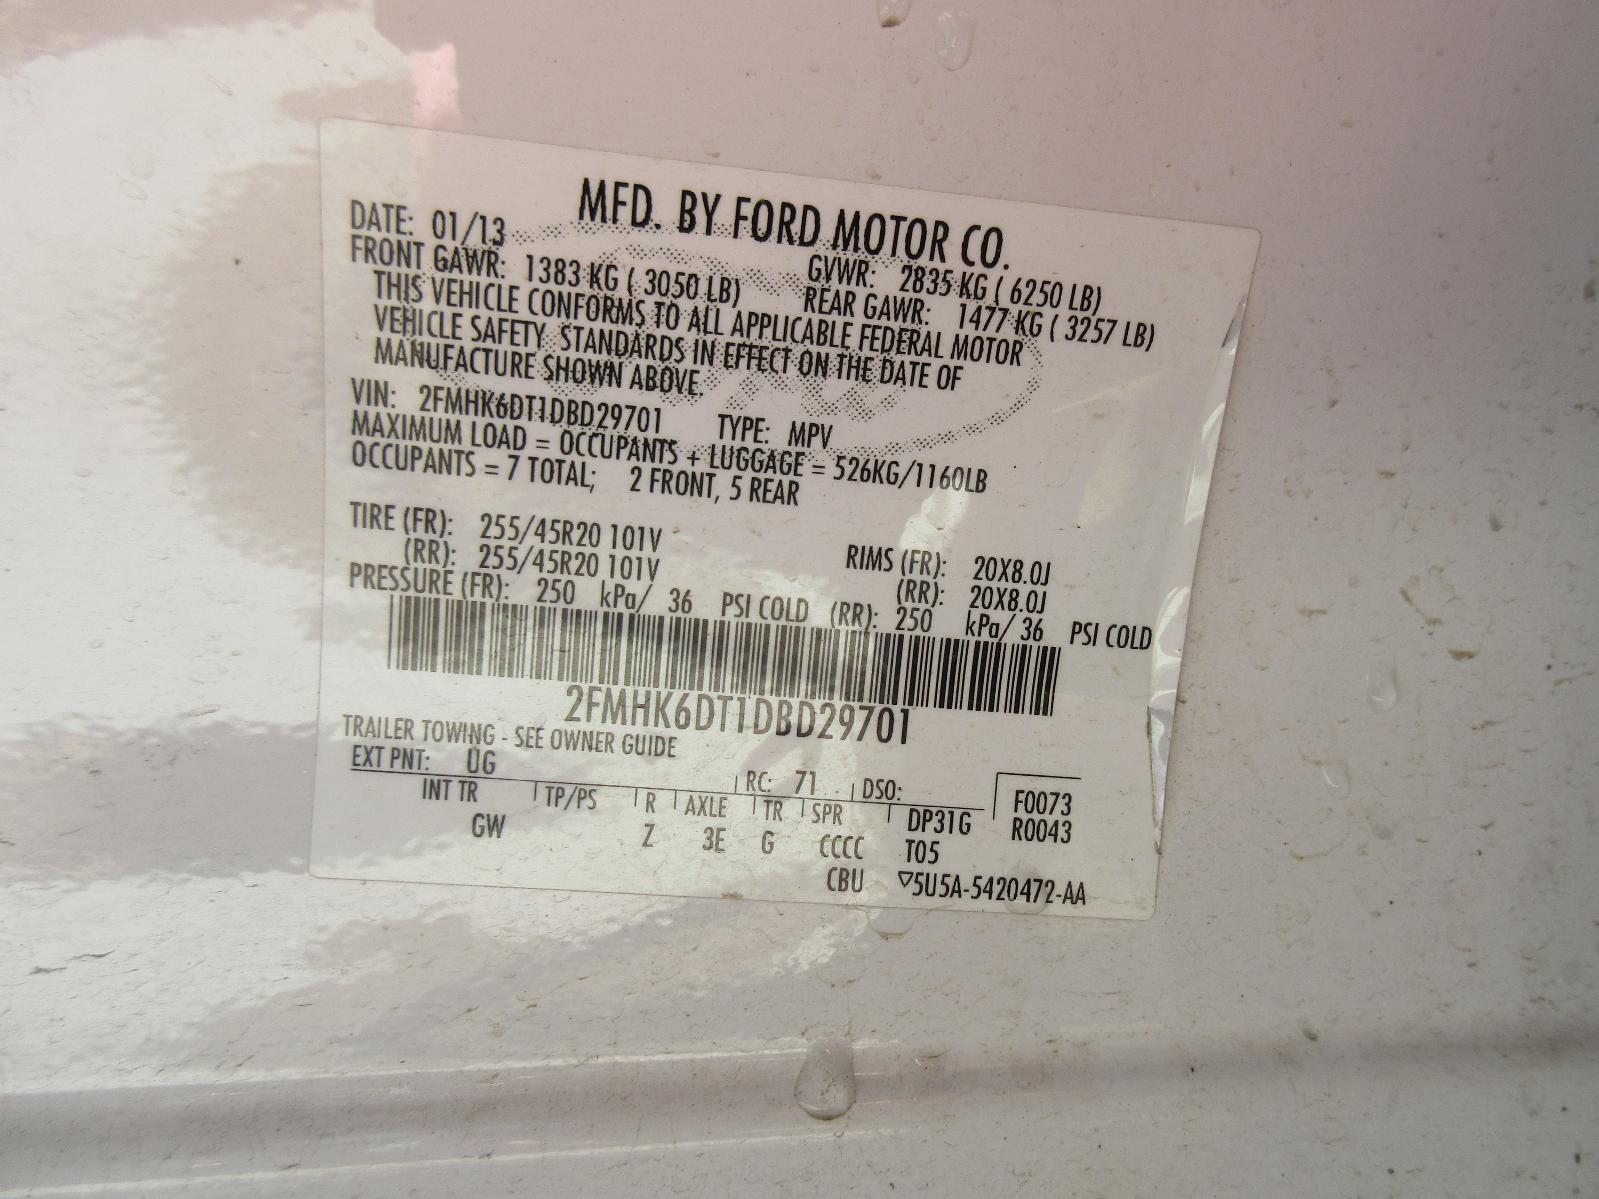 MFD. BY FORD MOTOR CO.
DATE: 01/13 GVWR: 2835 KG ( 6250 LB)
FRONT GAWR: 1383 KG ( 3050 LB) REAR GAWR: 1477 KG ( 3257 LB)
THIS VEHICLE CONFORMS TO ALL APPLICABLE FEDERAL MOTOR
VEHICLE SAFETY STANDARDS IN EFFECT ON THE DATE OF
MANUFACTURE SHOWN ABOVE.
VIN: 2FMHK6DT1DBD29701 TYPE: MPV
MAXIMUM LOAD = OCCUPANTS + LUGGAGE = 526KG/1160LB
OCCUPANTS = 7 TOTAL; 2 FRONT, 5 REAR
TIRE (FR): 255/45R20 101V RIMS (FR): 20X8.0J
(RR): 255/45R20 101V (RR): 20X8.0J
PRESSURE (FR): 250 kPa/ 36 PSI COLD (RR): 250 kPa/ 36 PSI COLD
2FMHK6DT1DBD29701
TRAILER TOWING - SEE OWNER GUIDE
EXT PNT: UG RC: 71 DSO: F0073
INT TR TP/PS R AXLE TR SPR DP31G R0043
GW Z 3E G CCCC T05
CBU ▽5U5A-5420472-AA